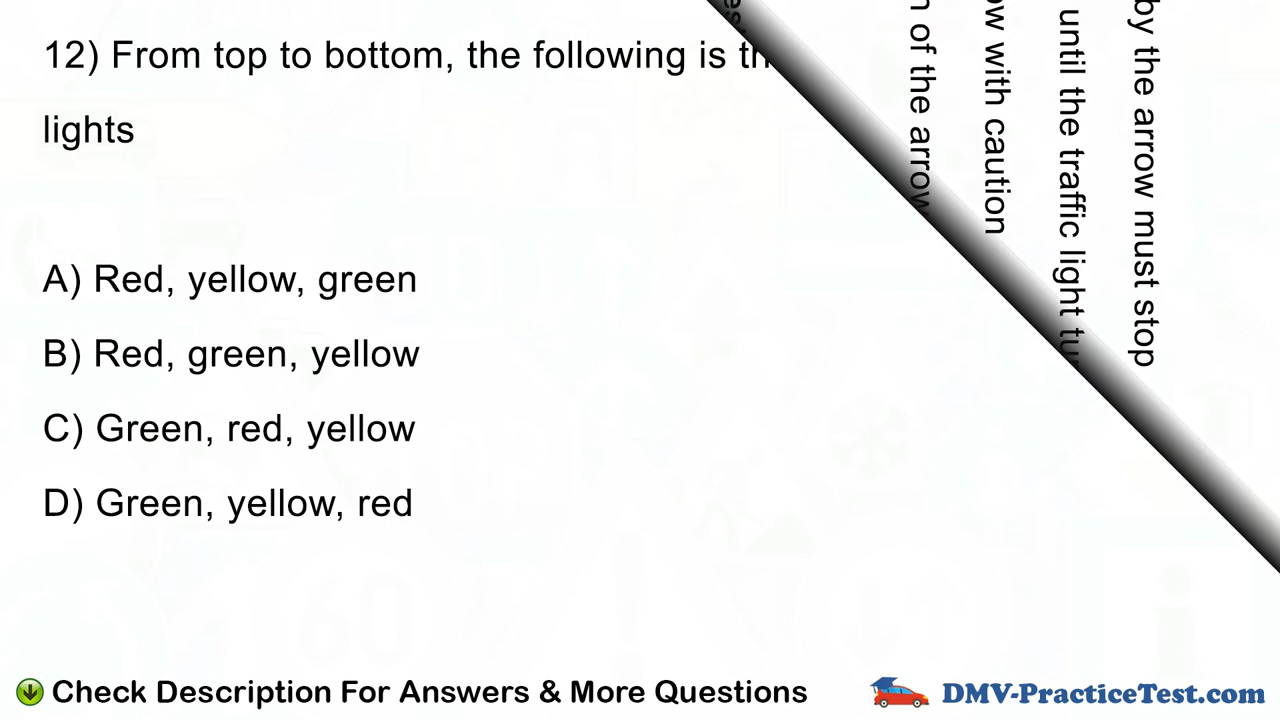 12) From top to bottom, the following is
lights
A) Red, yellow, green
B) Red, green, yellow
C) Green, red, yellow
D) Green, yellow, red
by the arrow must stop
until the traffic light
with caution
of the arrow
Check Description For Answers & More Questions
DMV-PracticeTest.com